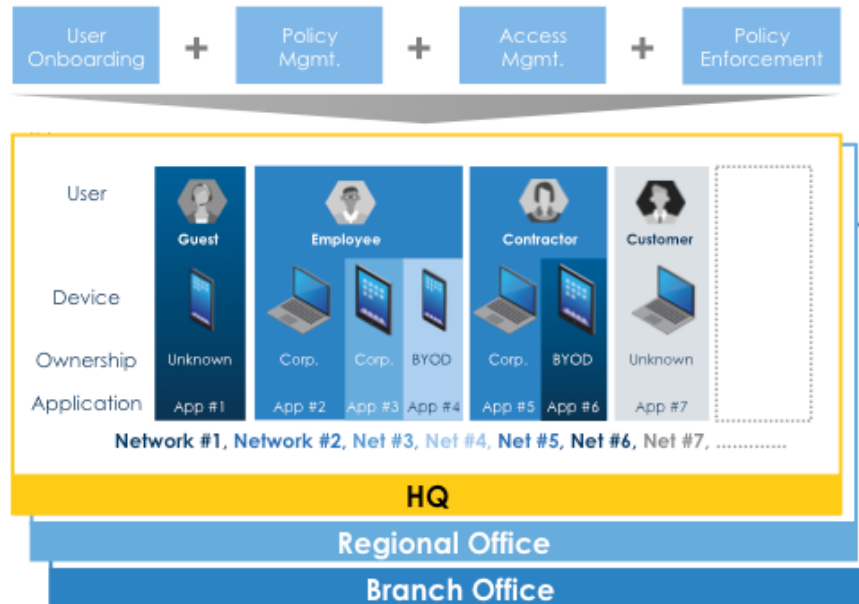 User
Onboarding
+
Policy
Mgmt.
+
Access
Mgmt.
+
Policy
Enforcement
User
Guest
Employee
Contractor
Customer
Device
Ownership
Unknown
Corp.
Corp.
BYOD
Corp.
BYOD
Unknown
Application
App #1
App #2
App #3
App #4
App #5
App #6
App #7
Network #1, Network #2, Net #3, Net #4, Net #5, Net #6, Net #7, .............
HQ
Regional Office
Branch Office